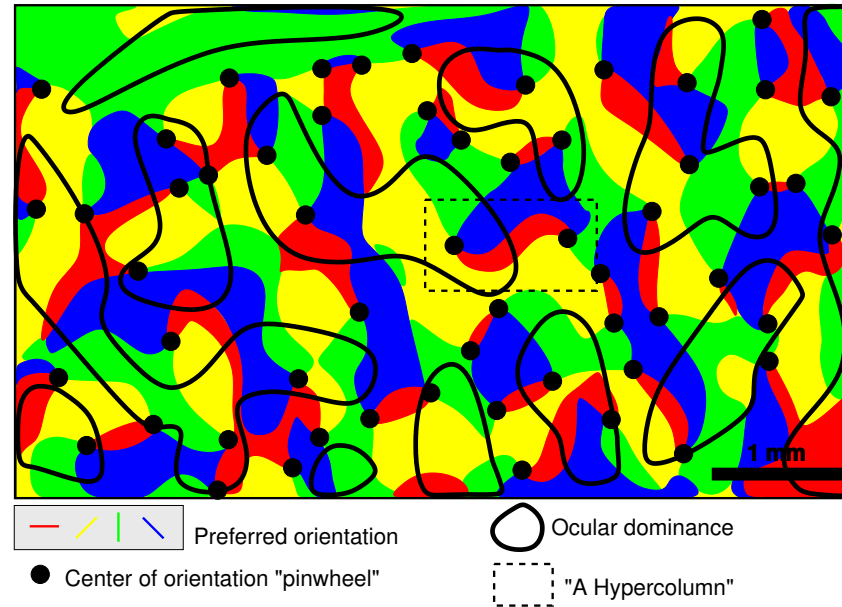 1 mm
Preferred orientation
Ocular dominance
Center of orientation "pinwheel"
"A Hypercolumn"